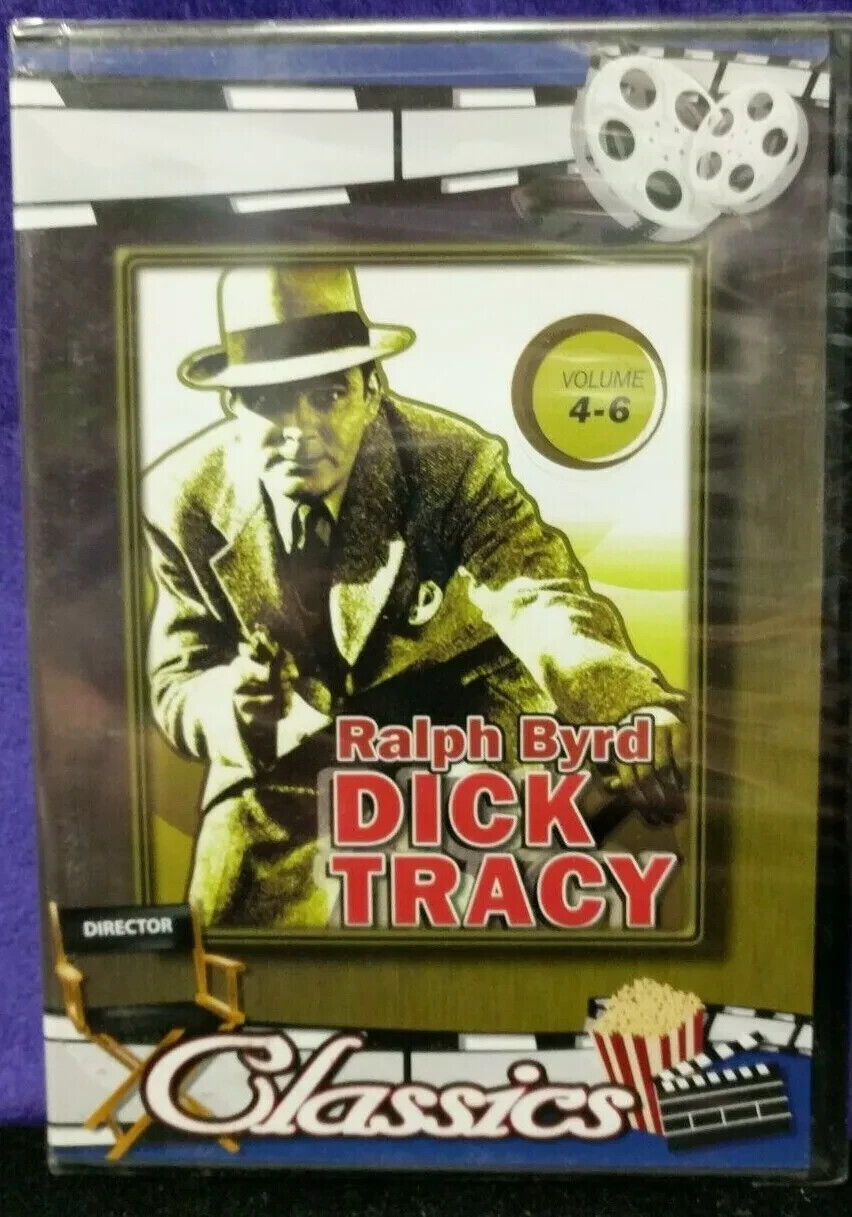 VOLUME
4-6
Ralph Byrd
DICK
TRACY
DIRECTOR
Classics